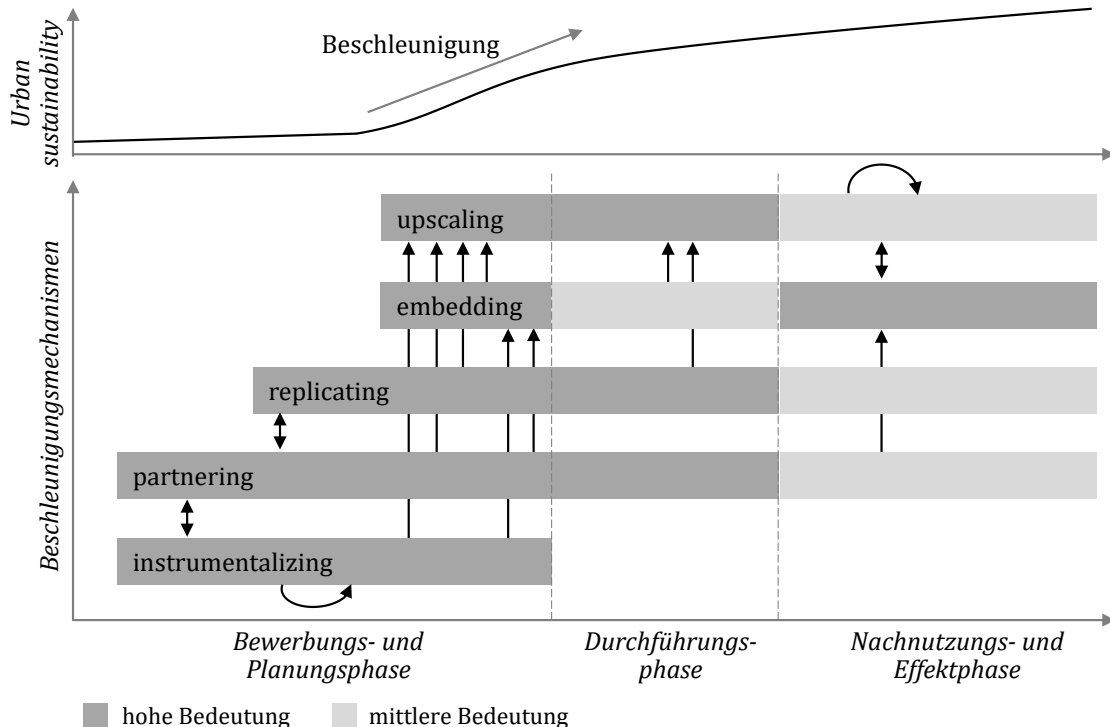 Urban
sustainability
Beschleunigung
Beschleunigungsmechanismen
upscaling
embedding
replicating
partnering
instrumentalizing
Bewerbungs- und
Planungsphase
Durchführungs-
phase
Nachnutzungs- und
Effektphase
hohe Bedeutung
mittlere Bedeutung